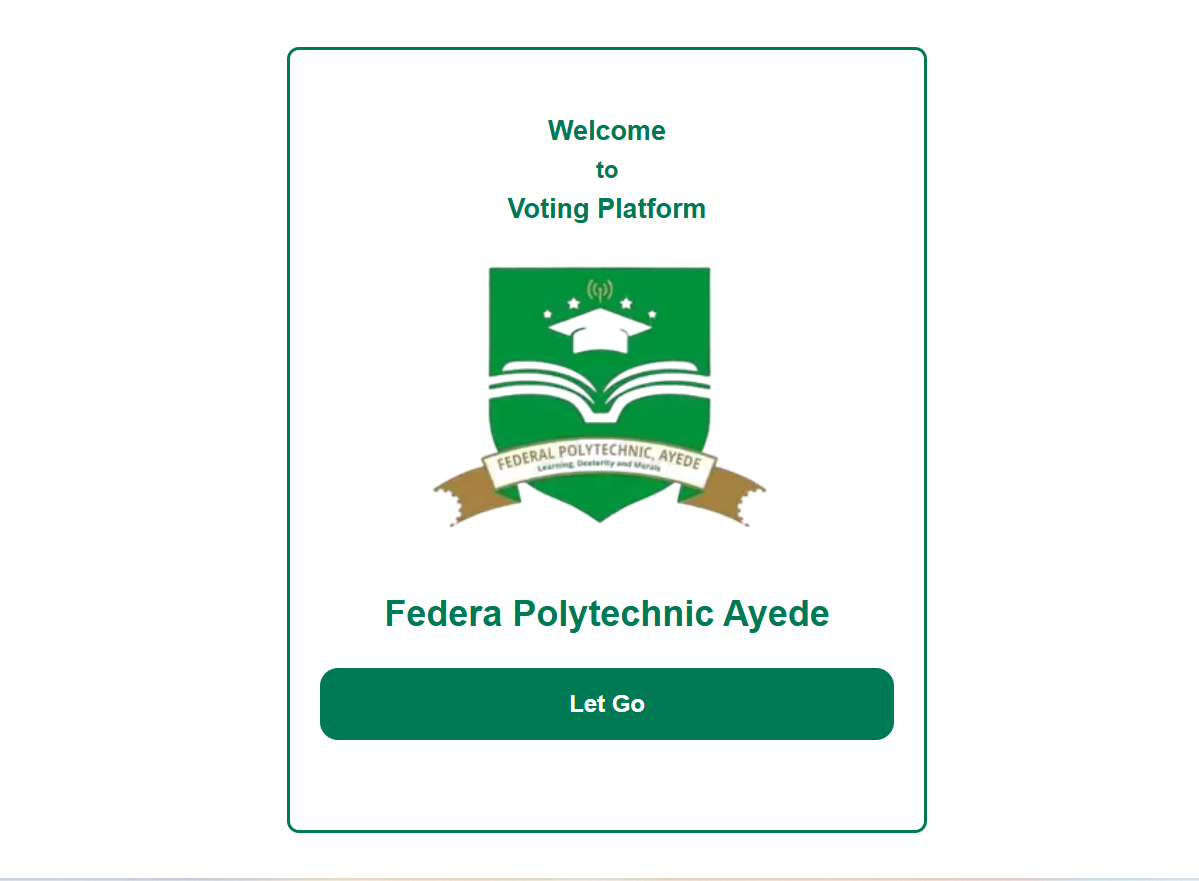 Welcome
to
Voting Platform
FEDERAL POLYTECHNIC, AYEDE
Learning, Dexterity and Morals
Federa Polytechnic Ayede
Let Go